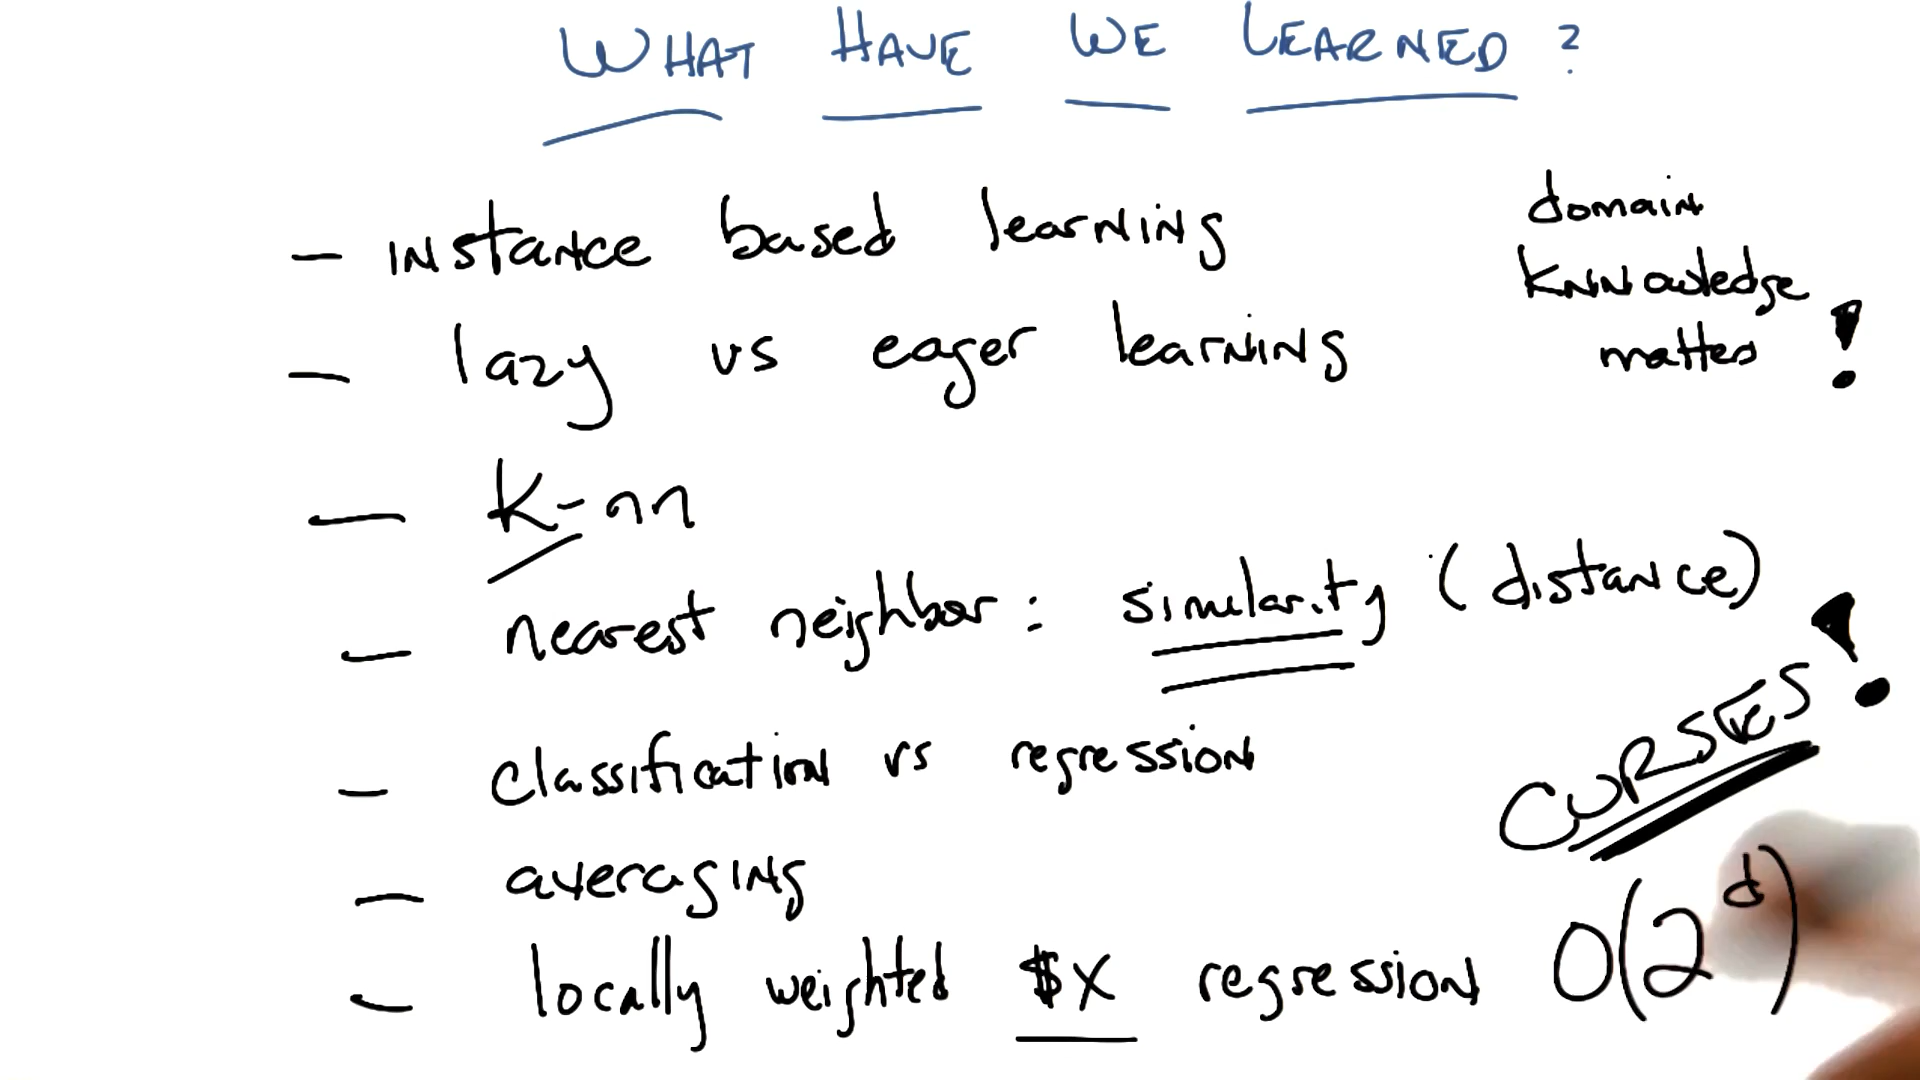 WHAT HAVE WE LEARNED?
- instance based learning
- lazy vs eager learning
- K-nn
- nearest neighbor: similarity (distance)
- classification vs regression
- averaging
- locally weighted $X regression
domain
KNNowledge
matters!
CURSES!
O(2^d)